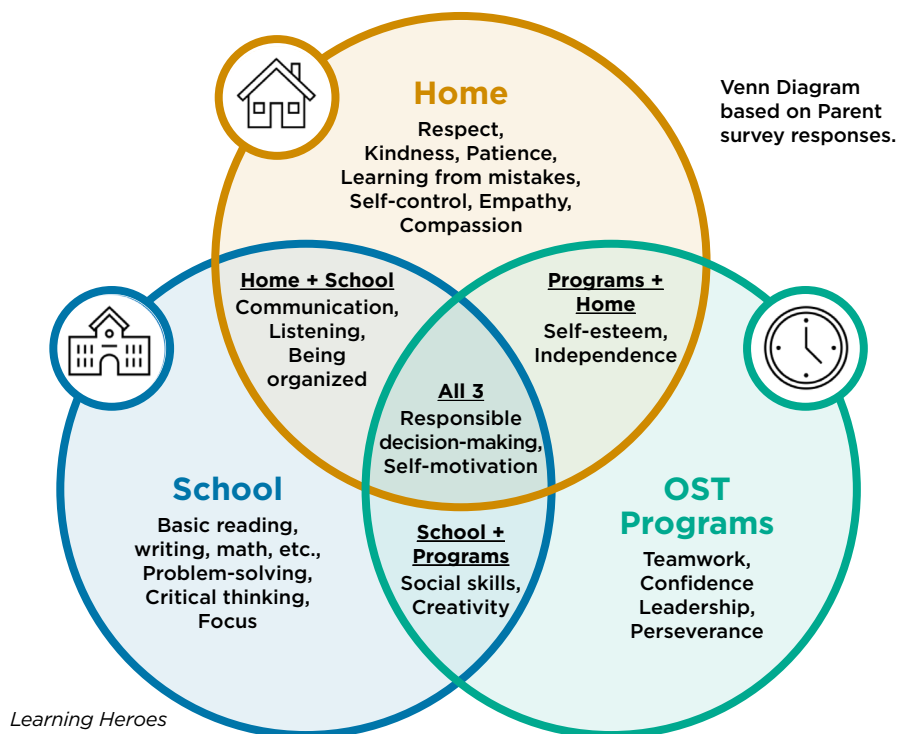 Home
Respect,
Kindness, Patience,
Learning from mistakes,
Self-control, Empathy,
Compassion
Venn Diagram
based on Parent
survey responses.
Home + School
Communication,
Listening,
Being
organized
Programs +
Home
Self-esteem,
Independence
All 3
Responsible
decision-making,
Self-motivation
School
Basic reading,
writing, math, etc.,
Problem-solving,
Critical thinking,
Focus
School +
Programs
Social skills,
Creativity
OST
Programs
Teamwork,
Confidence
Leadership,
Perseverance
Learning Heroes